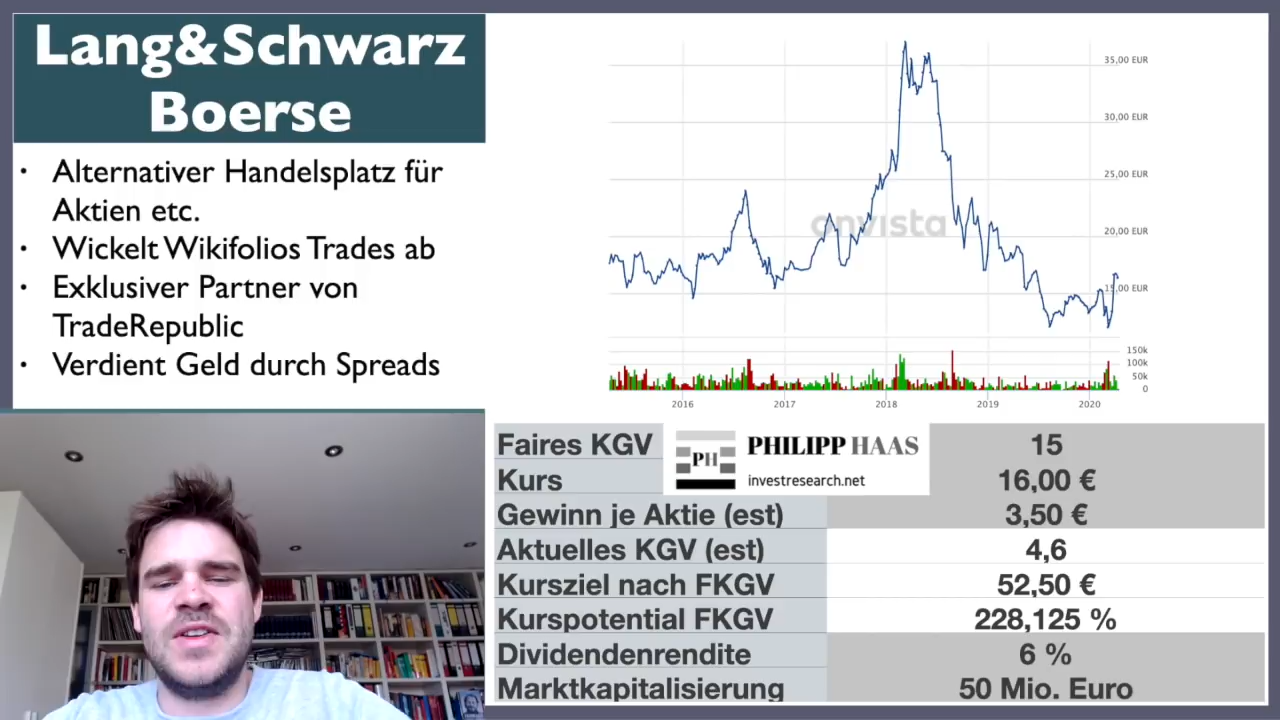 Lang&Schwarz
Boerse
• Alternativer Handelsplatz für
Aktien etc.
• Wickelt Wikifolios Trades ab
• Exklusiver Partner von
TradeRepublic
• Verdient Geld durch Spreads
onvista
35,00 EUR
30,00 EUR
25,00 EUR
20,00 EUR
15,00 EUR
150k
100k
50k
0
2016 2017 2018 2019 2020
Faires KGV 15
PH PHILIPP HAAS
investresearch.net
Kurs 16,00 €
Gewinn je Aktie (est) 3,50 €
Aktuelles KGV (est) 4,6
Kursziel nach FKGV 52,50 €
Kurspotential FKGV 228,125 %
Dividendenrendite 6 %
Marktkapitalisierung 50 Mio. Euro